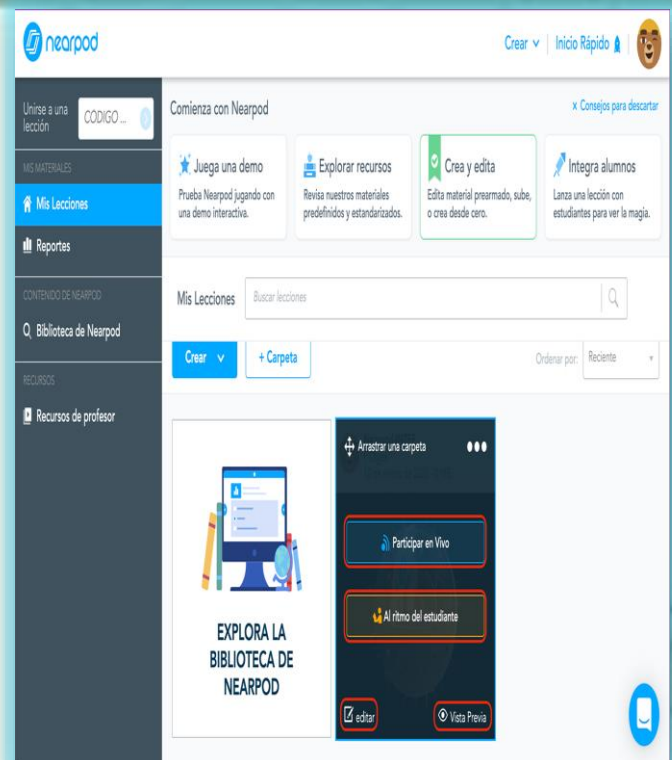 nearpod
Crear
Inicio Rápido
Unirse a una
lección
CODIGO ...
MIS MATERIALES
Mis Lecciones
Reportes
CONTENIDO DE NEARPOD
Biblioteca de Nearpod
RECURSOS
Recursos de profesor
Comienza con Nearpod
x Consejos para descartar
Juega una demo
Prueba Nearpod jugando con
una demo interactiva.
Explorar recursos
Revisa nuestros materiales
predefinidos y estandarizados.
Crea y edita
Edita material prearmado, sube,
o crea desde cero.
Integra alumnos
Lanza una lección con
estudiantes para ver la magia.
Mis Lecciones
Buscar lecciones
Crear
+ Carpeta
Ordenar por:
Reciente
EXPLORA LA
BIBLIOTECA DE
NEARPOD
Arrastrar una carpeta
Participar en Vivo
Al ritmo del estudiante
editar
Vista Previa